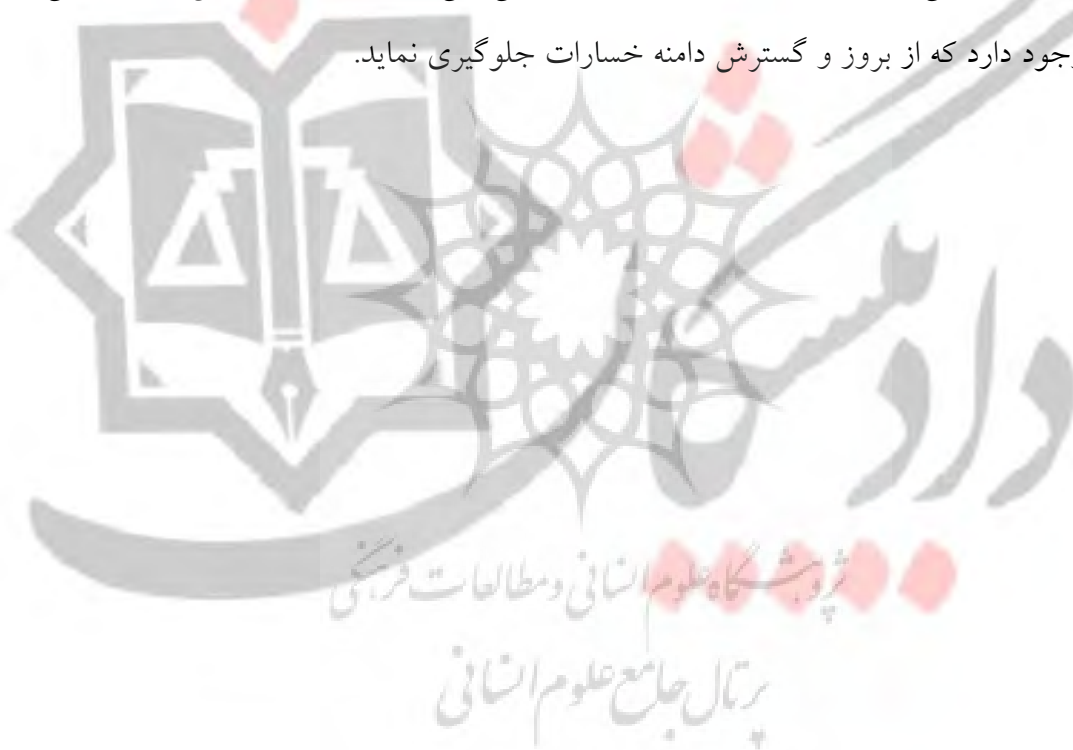 وجود دارد که از بروز و گسترش دامنه خسارات جلوگیری نماید.
دادرستان
پژوهشگاه علوم انسانی و مطالعات فرهنگی
پرتال جامع علوم انسانی